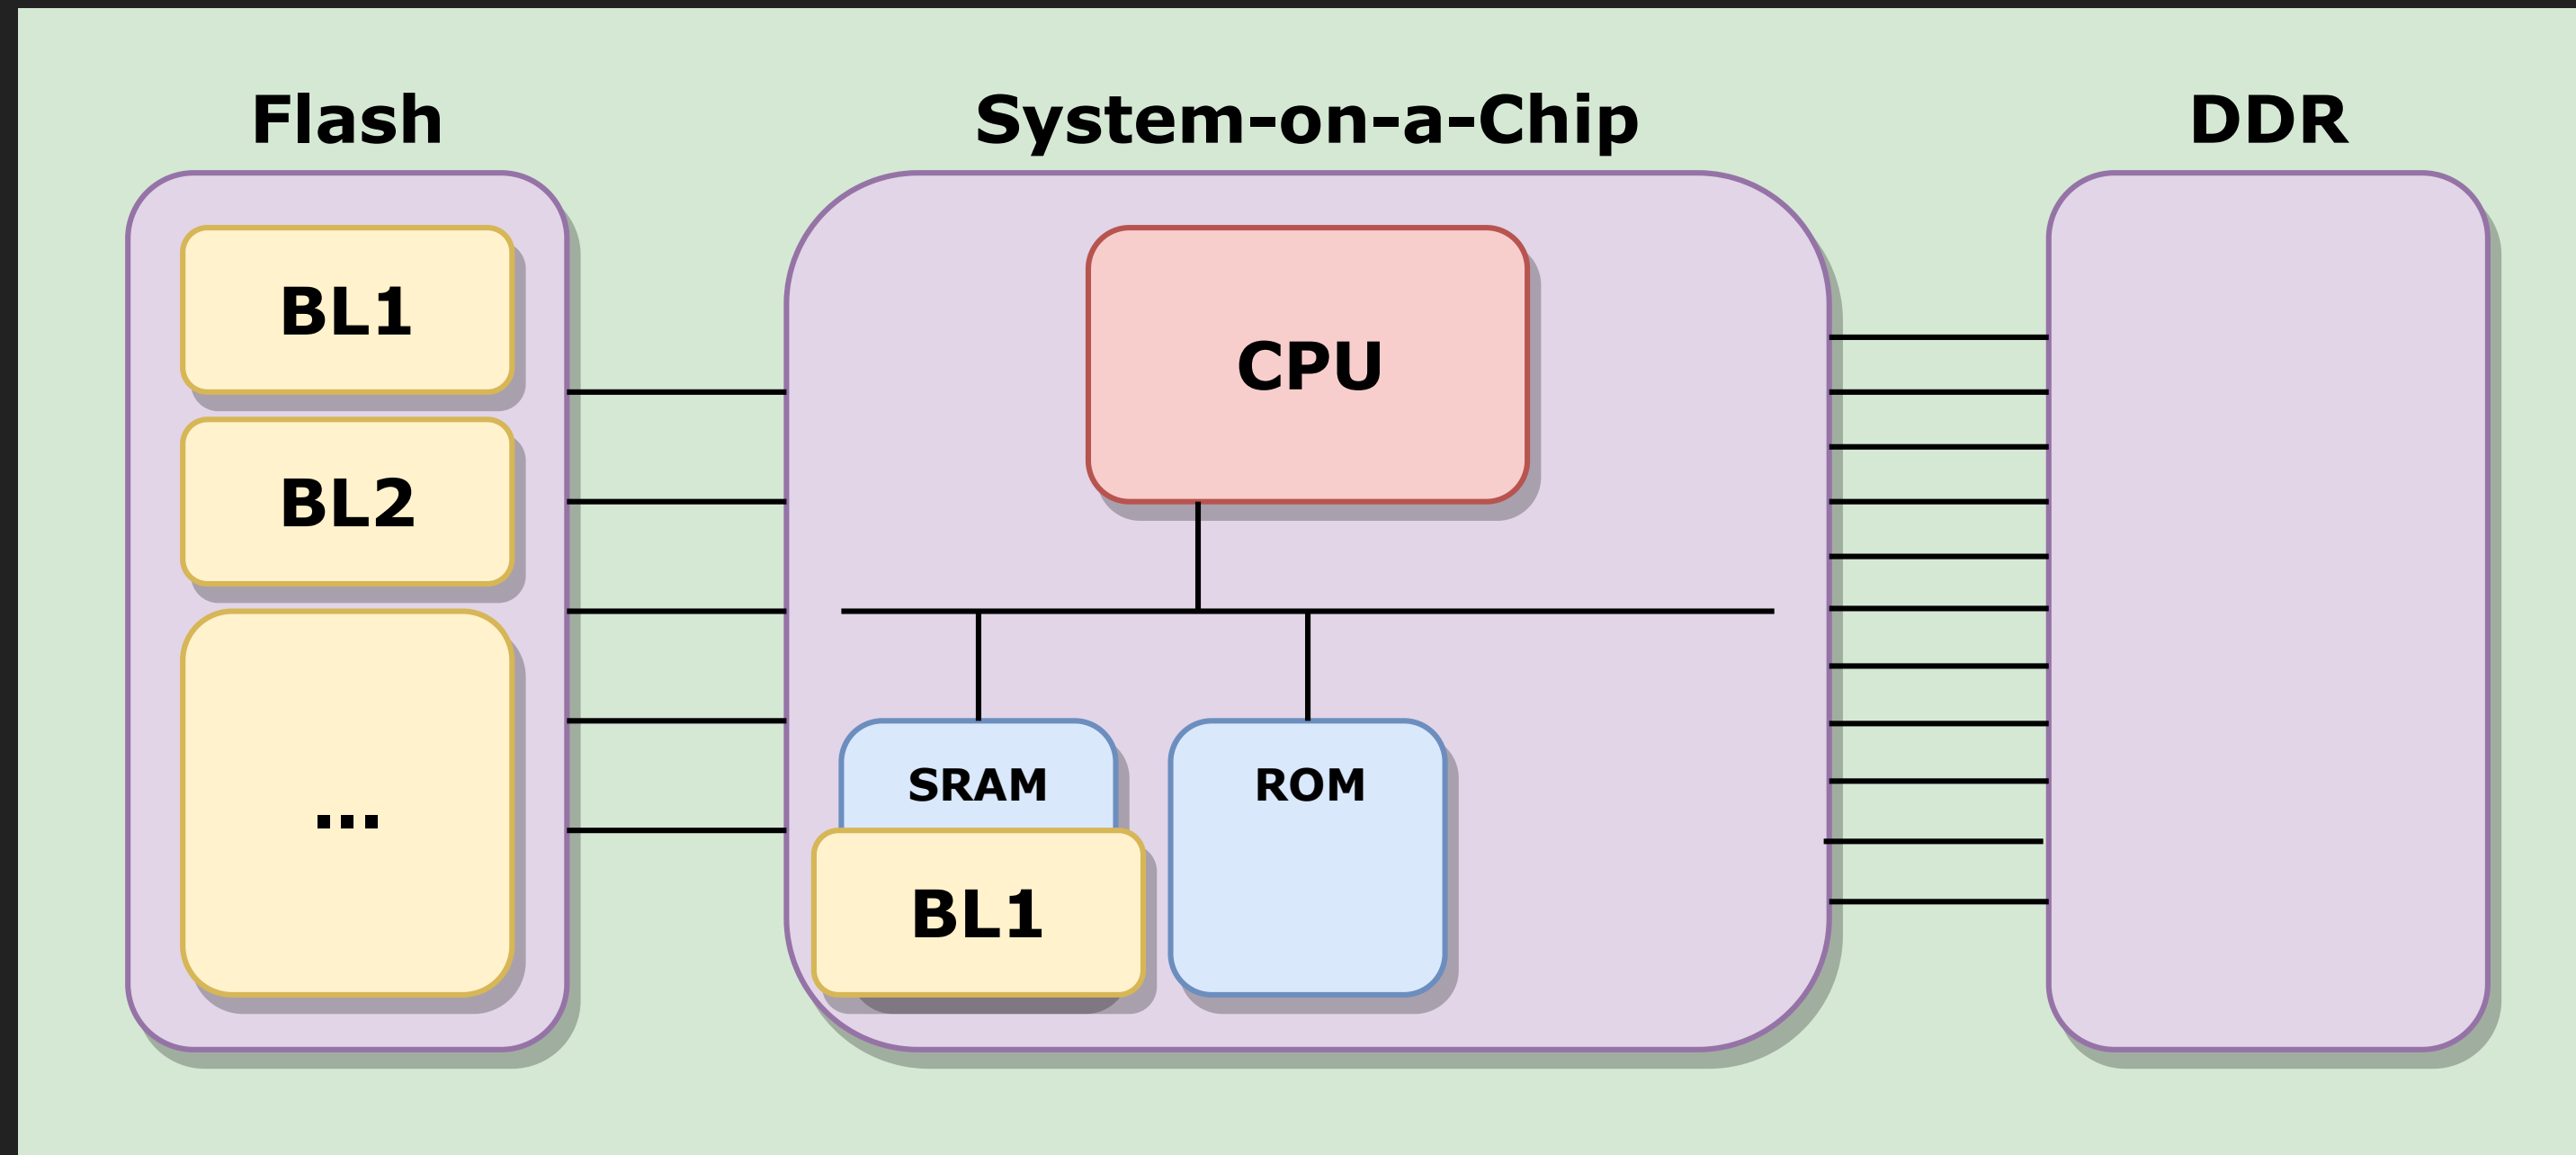 Flash
System-on-a-Chip
DDR
BL1
BL2
...
CPU
SRAM
ROM
BL1